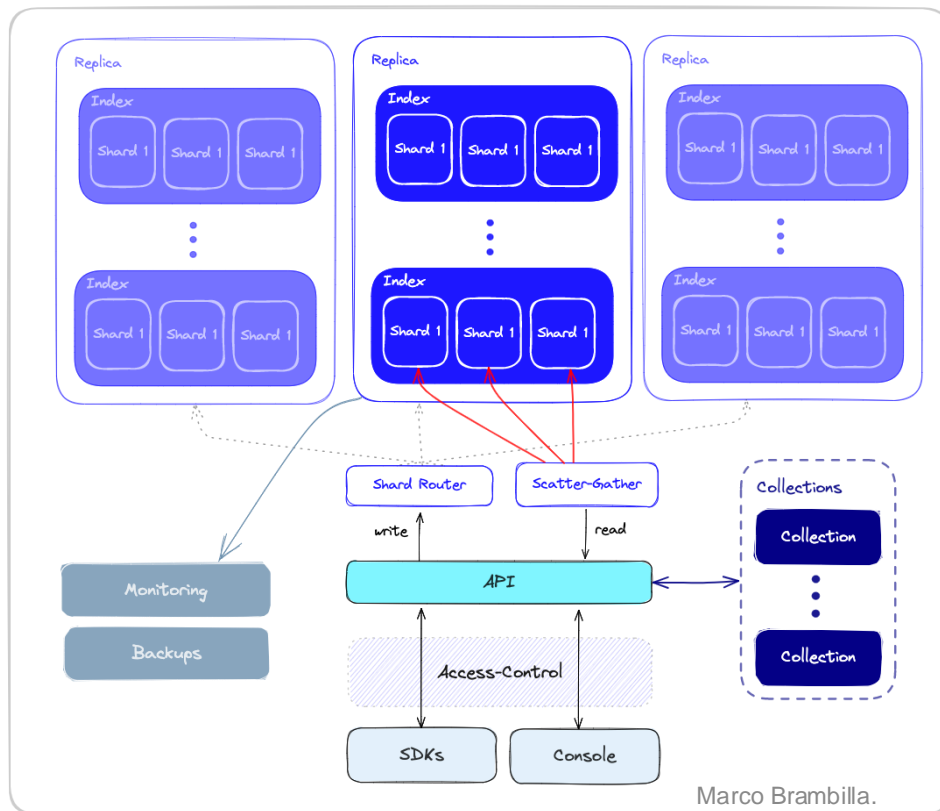 Replica
Index
Shard 1 Shard 1 Shard 1
Index
Shard 1 Shard 1 Shard 1
Replica
Index
Shard 1 Shard 1 Shard 1
Index
Shard 1 Shard 1 Shard 1
Replica
Index
Shard 1 Shard 1 Shard 1
Index
Shard 1 Shard 1 Shard 1
Shard Router
Scatter-Gather
write
read
Collections
Collection
Collection
Monitoring
Backups
API
Access-Control
SDKs
Console
Marco Brambilla.